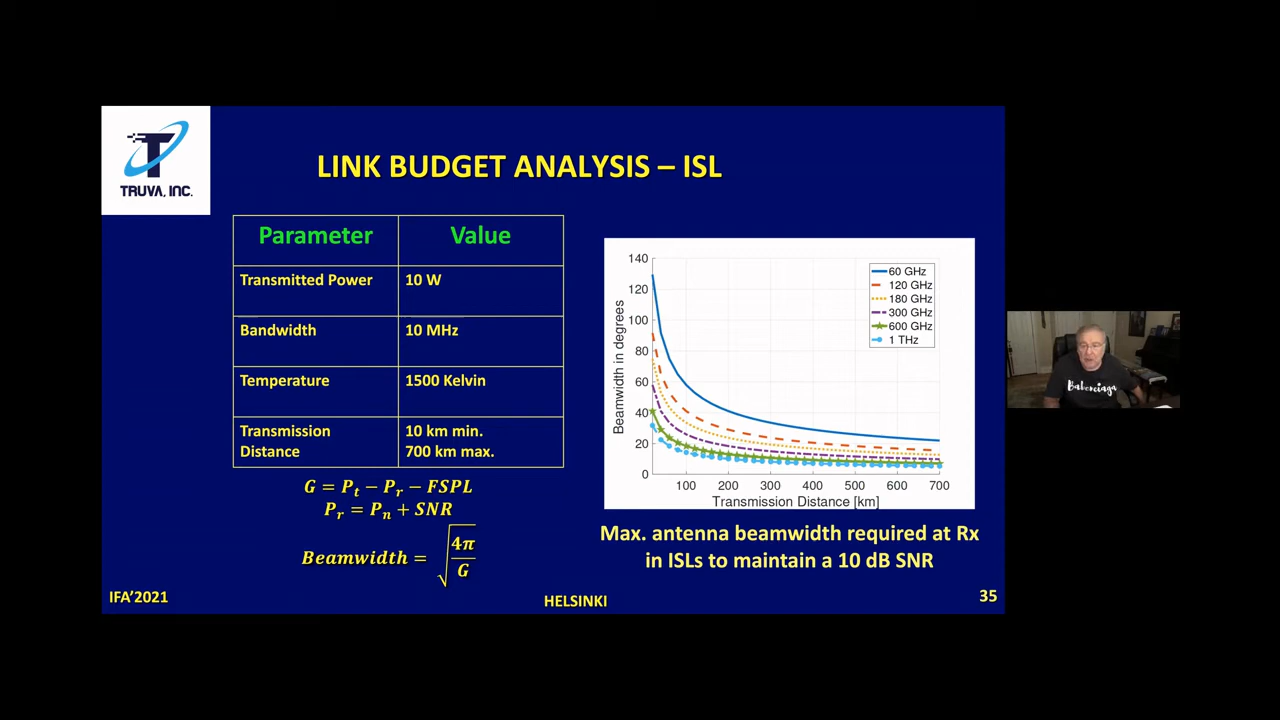 TRUVA, INC.
LINK BUDGET ANALYSIS – ISL
Parameter Value
Transmitted Power 10 W
Bandwidth 10 MHz
Temperature 1500 Kelvin
Transmission 10 km min.
Distance 700 km max.
G = Pt − Pr − FSPL
Pr = Pn + SNR
Beamwidth = √(4π/G)
140
120
100
80
60
40
20
0
Beamwidth in degrees
60 GHz
120 GHz
180 GHz
300 GHz
600 GHz
1 THz
100 200 300 400 500 600 700
Transmission Distance [km]
Max. antenna beamwidth required at Rx
in ISLs to maintain a 10 dB SNR
IFA’2021
HELSINKI
35